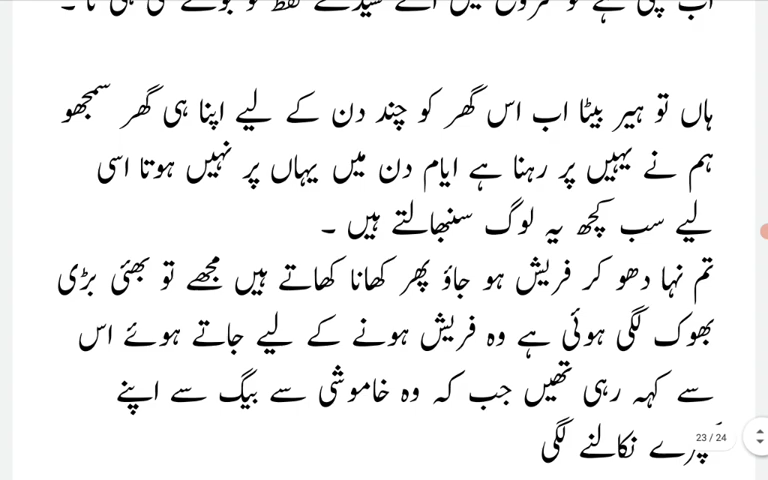 ہاں تو ہیر بیٹا اب اس گھر کو چند دن کے لیے اپنا ہی گھر سمجھو
ہم نے یہیں پر رہنا ہے ایام دن میں یہاں پر نہیں ہوتا اسی
لیے سب کچھ یہ لوگ سنبھالتے ہیں ۔
تم نہا دھو کر فریش ہو جاؤ پھر کھانا کھاتے ہیں مجھے تو بھئی بڑی
بھوک لگی ہوئی ہے وہ فریش ہونے کے لیے جاتے ہوئے اس
سے کہہ رہی تھیں جب کہ وہ خاموشی سے بیگ سے اپنے
نکالنے لگی
23 / 24